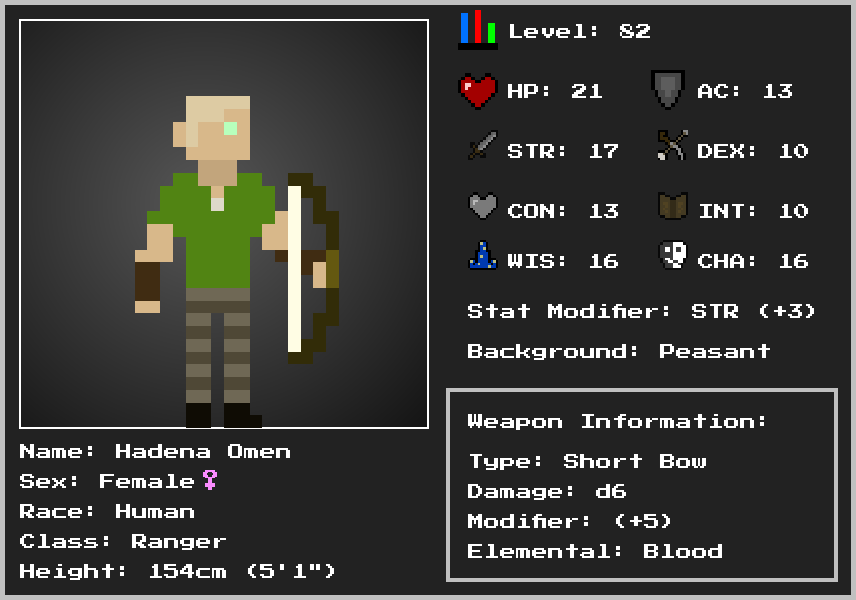 Level: 82
HP: 21
AC: 13
STR: 17
DEX: 10
CON: 13
INT: 10
WIS: 16
CHA: 16
Stat Modifier: STR (+3)
Background: Peasant
Weapon Information:
Type: Short Bow
Damage: d6
Modifier: (+5)
Elemental: Blood
Name: Hadena Omen
Sex: Female♀
Race: Human
Class: Ranger
Height: 154cm (5'1")